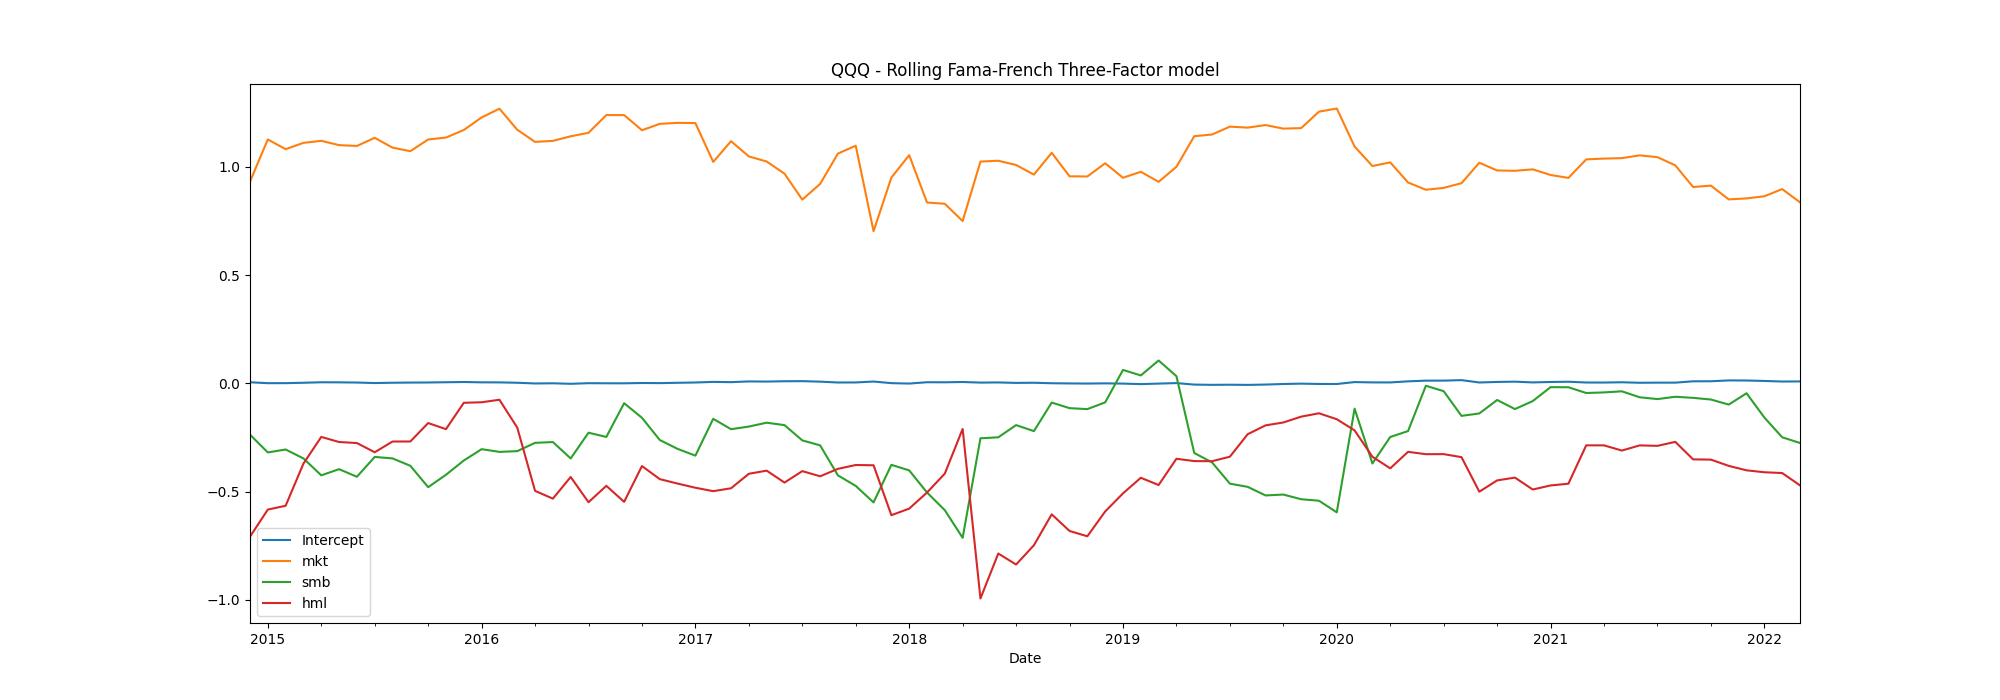 QQQ - Rolling Fama-French Three-Factor model
1.0
0.5
0.0
−0.5
−1.0
Intercept
mkt
smb
hml
2015 2016 2017 2018 2019 2020 2021 2022
Date